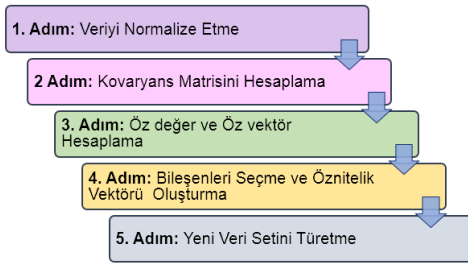 1. Adım: Veriyi Normalize Etme
2 Adım: Kovaryans Matrisini Hesaplama
3. Adım: Öz değer ve Öz vektör
Hesaplama
4. Adım: Bileşenleri Seçme ve Öznitelik
Vektörü Oluşturma
5. Adım: Yeni Veri Setini Türetme